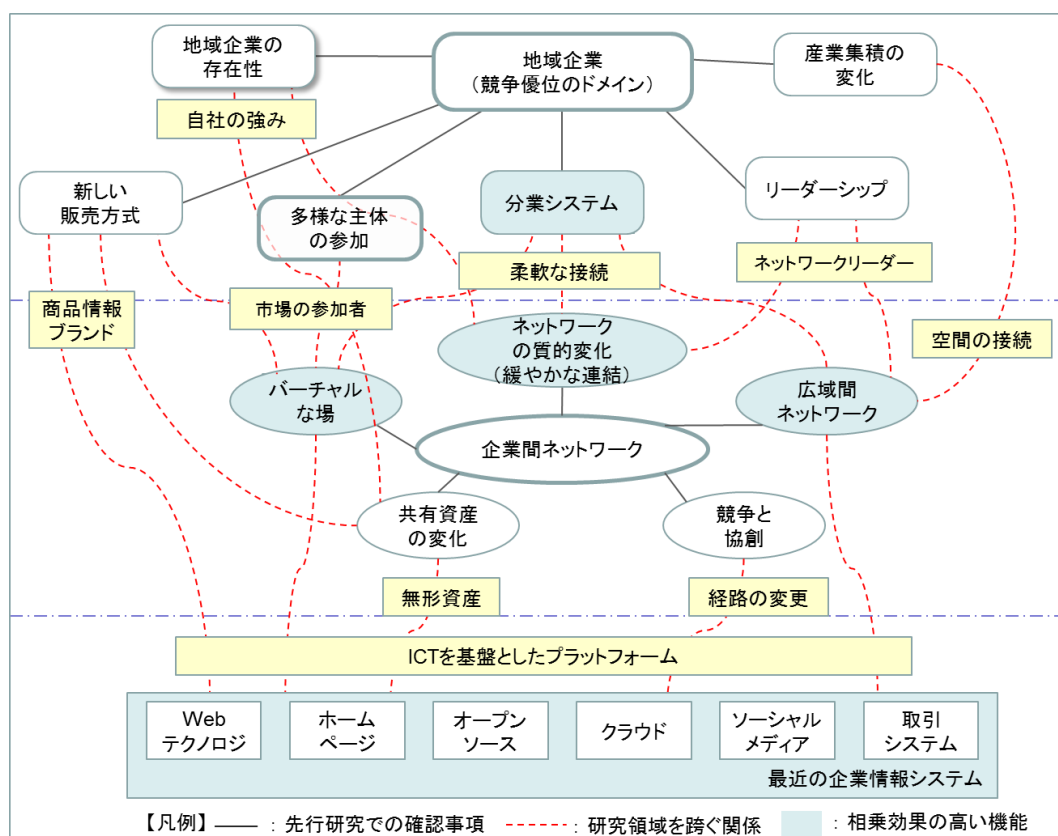 地域企業の
存在性
地域企業
(競争優位のドメイン)
産業集積の
変化
自社の強み
新しい
販売方式
多様な主体
の参加
分業システム
リーダーシップ
柔軟な接続
ネットワークリーダー
商品情報
ブランド
市場の参加者
ネットワーク
の質的変化
(緩やかな連結)
空間の接続
バーチャル
な場
広域間
ネットワーク
企業間ネットワーク
共有資産
の変化
競争と
協創
無形資産
経路の変更
ICTを基盤としたプラットフォーム
Web
テクノロジ
ホーム
ページ
オープン
ソース
クラウド
ソーシャル
メディア
取引
システム
最近の企業情報システム
【凡例】 : 先行研究での確認事項 : 研究領域を跨ぐ関係 : 相乗効果の高い機能